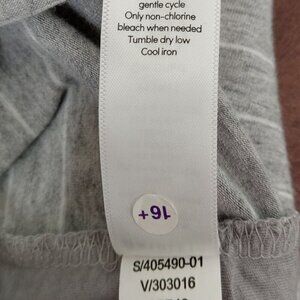 gentle cycle
Only non-chlorine
bleach when needed
Tumble dry low
Cool iron
16+
S/405490-01
V/303016